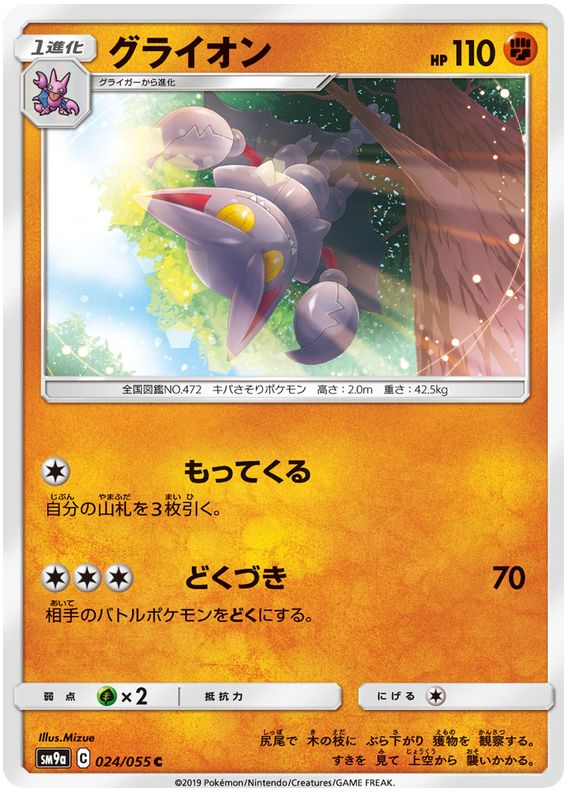 1進化
グライオン
HP 110
グライガーから進化
全国図鑑NO.472 キバさそりポケモン 高さ:2.0m 重さ:42.5kg
もってくる
自分の山札を3枚引く。
どくづき 70
相手のバトルポケモンをどくにする。
弱点 ×2 抵抗力 にげる
Illus.Mizue
SM9a C 024/055 C
尻尾で 木の枝に ぶら下がり 獲物を 観察する。
すきを 見て 上空から 襲いかかる。
©2019 Pokémon/Nintendo/Creatures/GAME FREAK.